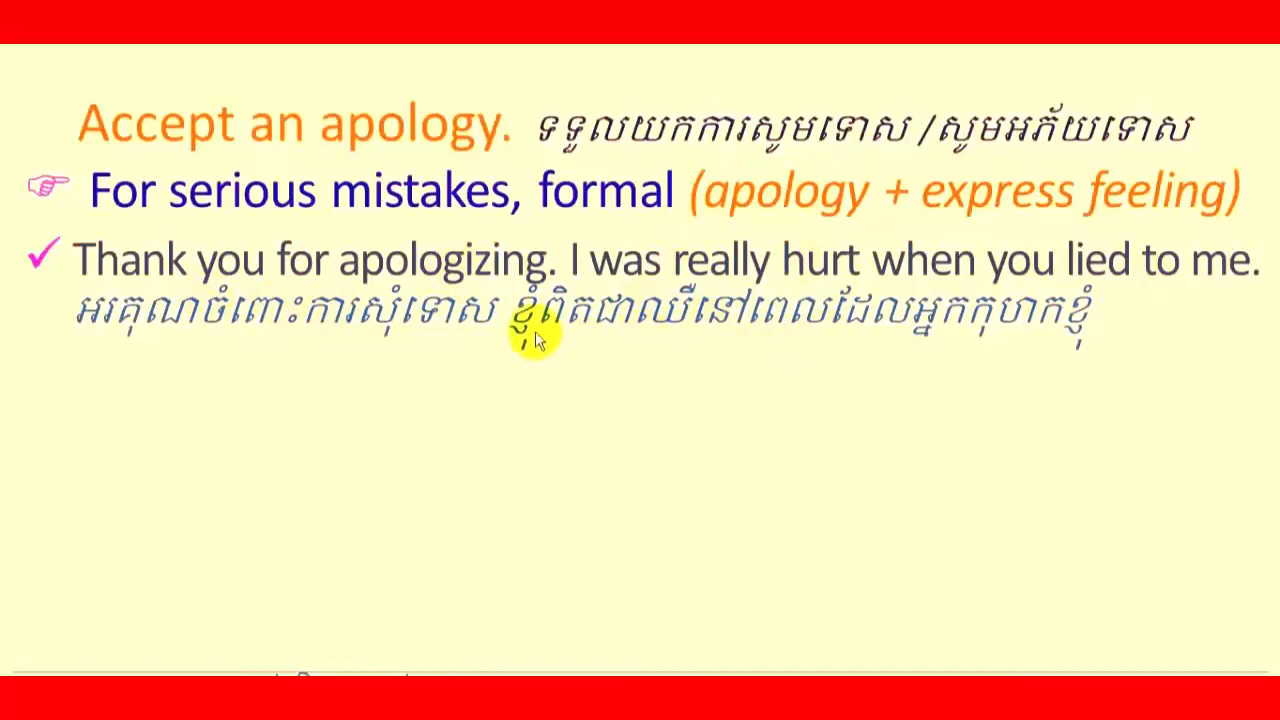 Accept an apology. ទទួលយកការសូមទោស /សូមអភ័យទោស
For serious mistakes, formal (apology + express feeling)
Thank you for apologizing. I was really hurt when you lied to me.
អរគុណចំពោះការសុំទោស ខ្ញុំពិតជាឈឺនៅពេលដែលអ្នកកុហកខ្ញុំ